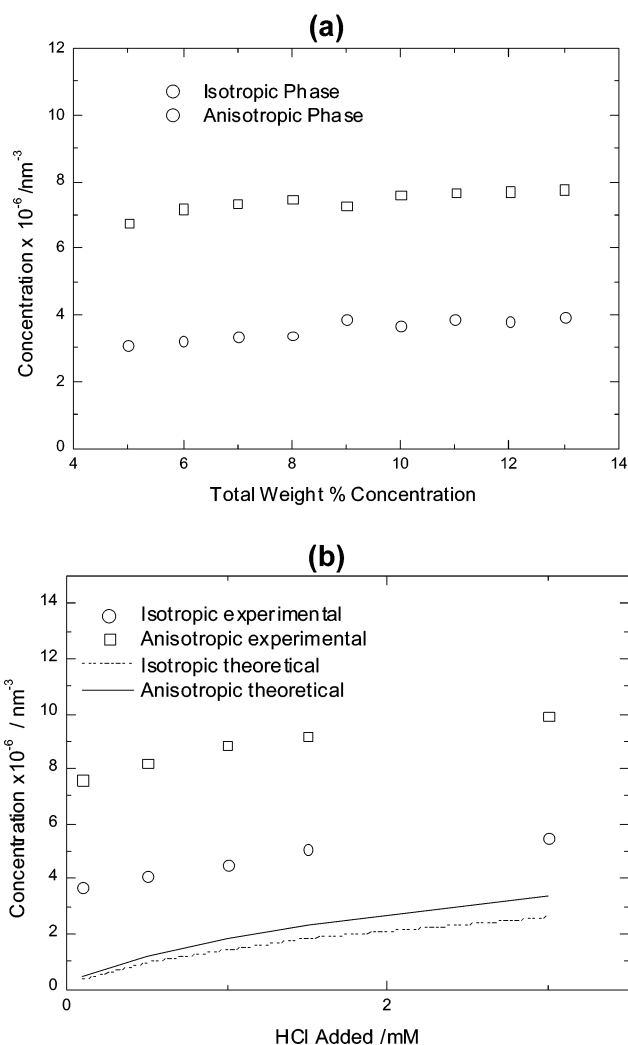 (a)
12
10
8
6
4
2
0
Isotropic Phase
Anisotropic Phase
Concentration x 10-6 /nm-3
4
6
8
10
12
14
Total Weight % Concentration
(b)
14
12
10
8
6
4
2
0
Isotropic experimental
Anisotropic experimental
Isotropic theoretical
Anisotropic theoretical
Concentration x10-6 / nm-3
0
2
HCl Added /mM